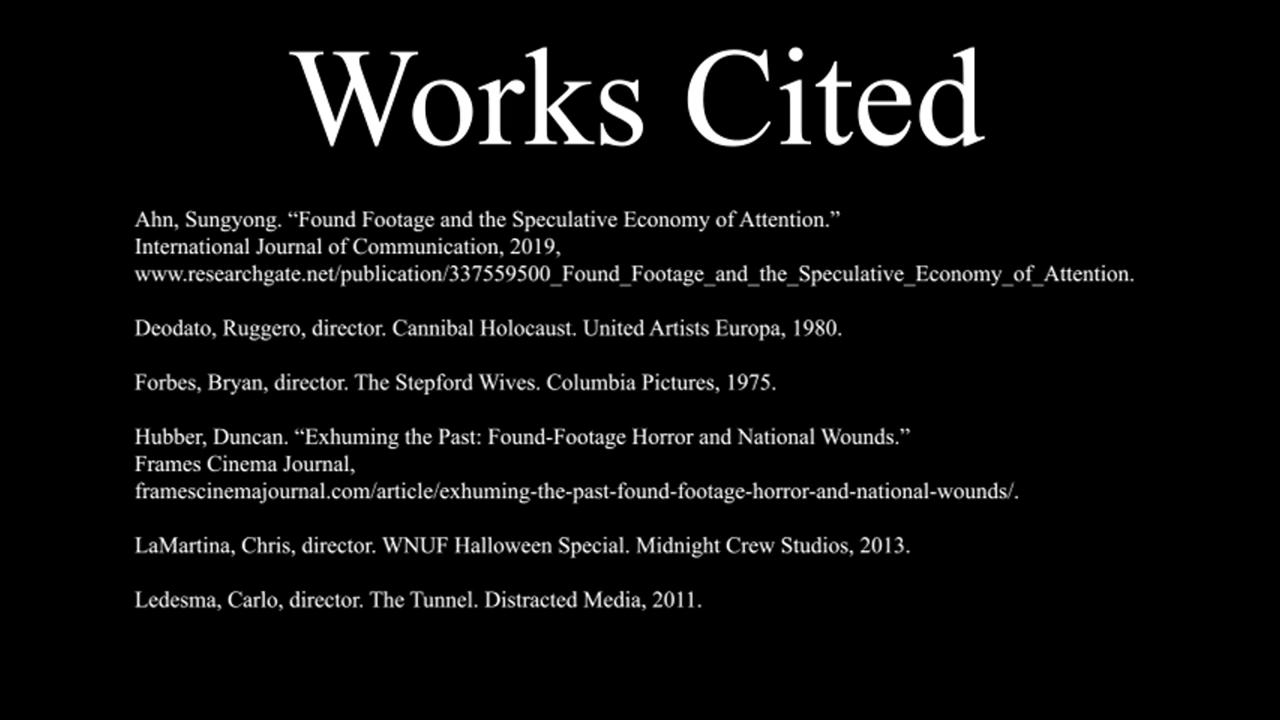 Works Cited
Ahn, Sungyong. “Found Footage and the Speculative Economy of Attention.”
International Journal of Communication, 2019,
www.researchgate.net/publication/337559500_Found_Footage_and_the_Speculative_Economy_of_Attention.
Deodato, Ruggero, director. Cannibal Holocaust. United Artists Europa, 1980.
Forbes, Bryan, director. The Stepford Wives. Columbia Pictures, 1975.
Hubber, Duncan. “Exhuming the Past: Found-Footage Horror and National Wounds.”
Frames Cinema Journal,
framescinemajournal.com/article/exhuming-the-past-found-footage-horror-and-national-wounds/.
LaMartina, Chris, director. WNUF Halloween Special. Midnight Crew Studios, 2013.
Ledesma, Carlo, director. The Tunnel. Distracted Media, 2011.